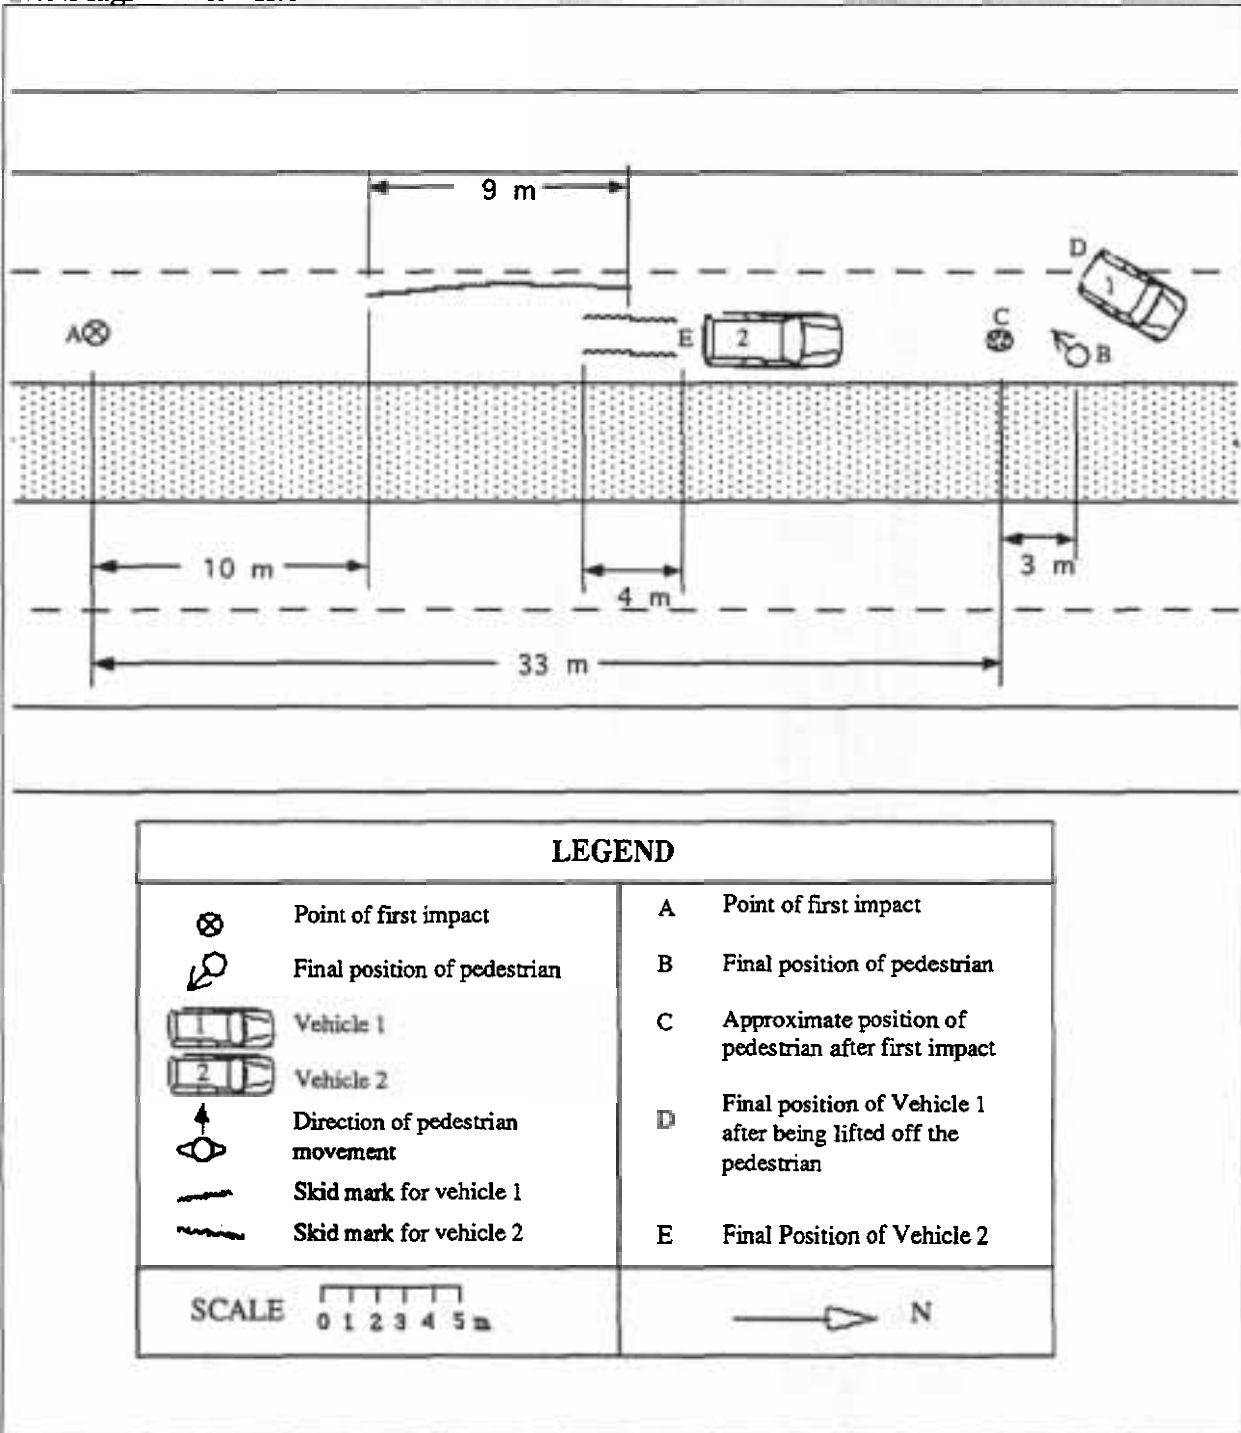 9 m
D
1
A
E
2
C
B
10 m
4 m
3 m
33 m
LEGEND
Point of first impact
Final position of pedestrian
1
Vehicle 1
2
Vehicle 2
Direction of pedestrian
movement
Skid mark for vehicle 1
Skid mark for vehicle 2
A Point of first impact
B Final position of pedestrian
C Approximate position of
pedestrian after first impact
D Final position of Vehicle 1
after being lifted off the
pedestrian
E Final Position of Vehicle 2
SCALE
0 1 2 3 4 5 m
N